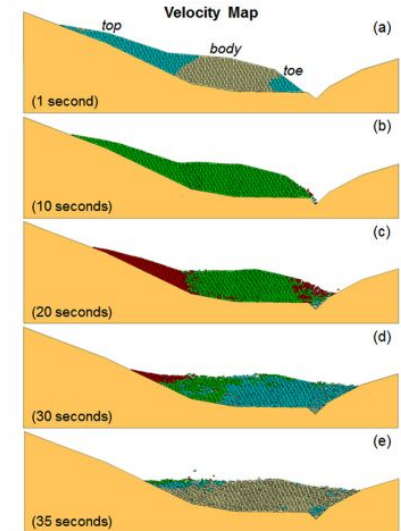 Velocity Map
(a)
top
body
toe
(1 second)
(b)
(10 seconds)
(c)
(20 seconds)
(d)
(30 seconds)
(e)
(35 seconds)